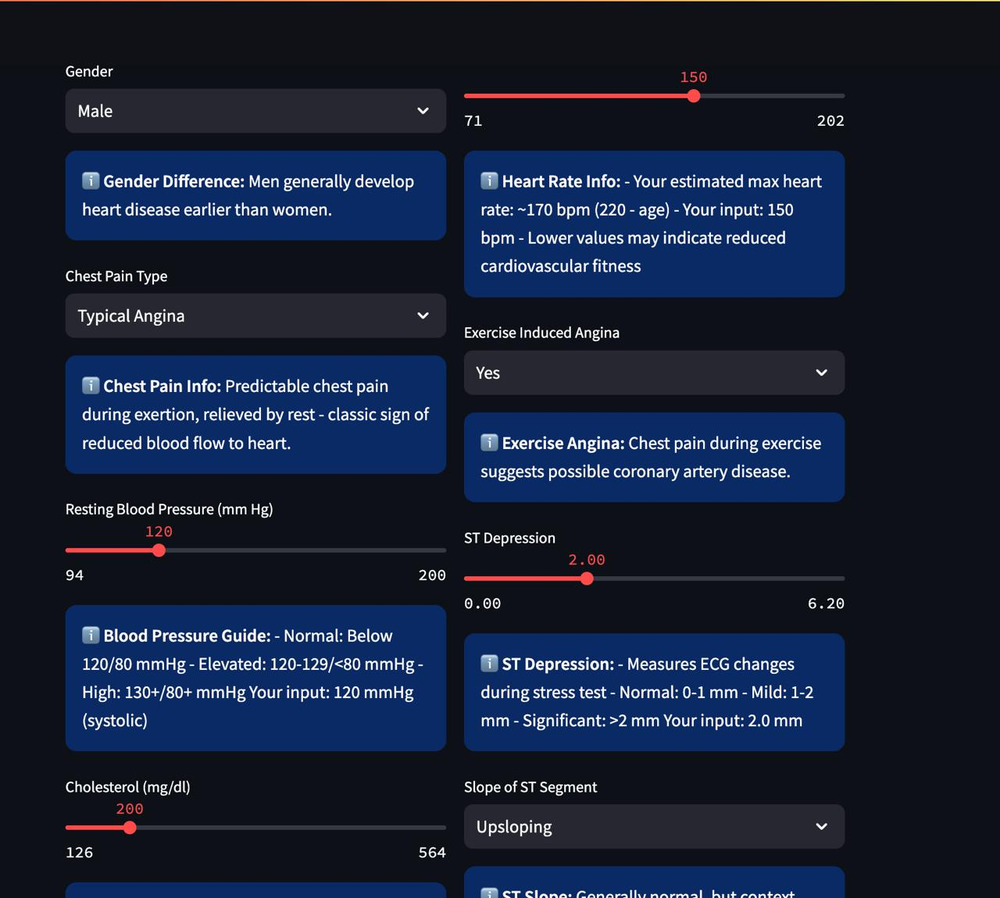 Gender
Male
ℹ️ Gender Difference: Men generally develop
heart disease earlier than women.
Chest Pain Type
Typical Angina
ℹ️ Chest Pain Info: Predictable chest pain
during exertion, relieved by rest - classic sign of
reduced blood flow to heart.
Resting Blood Pressure (mm Hg)
120
94
200
ℹ️ Blood Pressure Guide: - Normal: Below
120/80 mmHg - Elevated: 120-129/<80 mmHg -
High: 130+/80+ mmHg Your input: 120 mmHg
(systolic)
Cholesterol (mg/dl)
200
126
564
150
71
202
ℹ️ Heart Rate Info: - Your estimated max heart
rate: ~170 bpm (220 - age) - Your input: 150
bpm - Lower values may indicate reduced
cardiovascular fitness
Exercise Induced Angina
Yes
ℹ️ Exercise Angina: Chest pain during exercise
suggests possible coronary artery disease.
ST Depression
2.00
0.00
6.20
ℹ️ ST Depression: - Measures ECG changes
during stress test - Normal: 0-1 mm - Mild: 1-2
mm - Significant: >2 mm Your input: 2.0 mm
Slope of ST Segment
Upsloping
ℹ️ ST Slope: Generally normal, but context